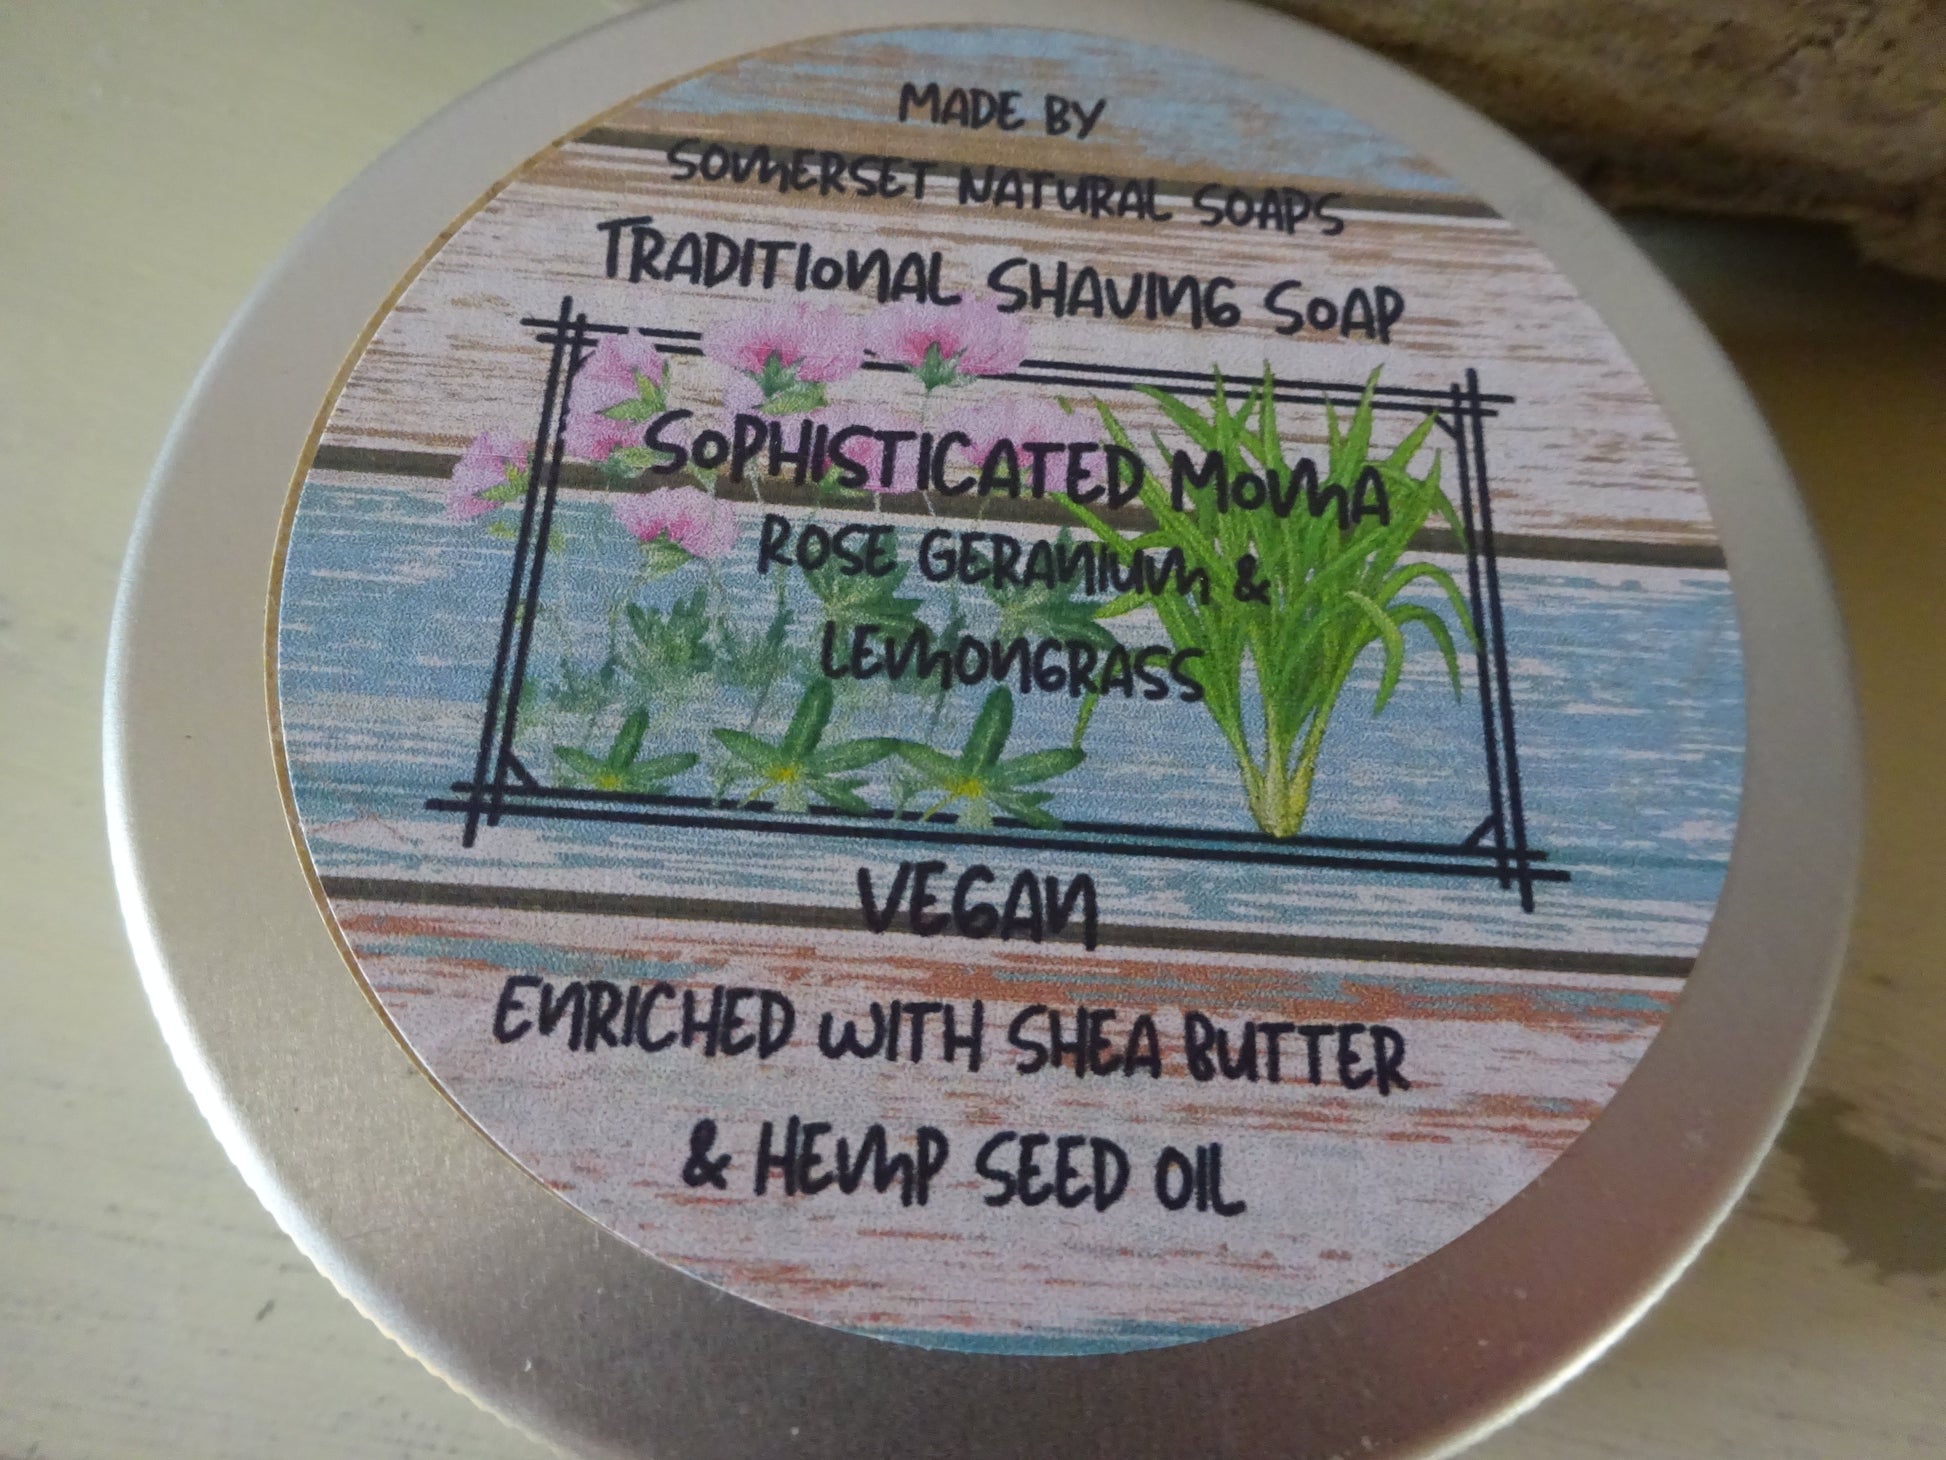 MADE BY
SOMERSET NATURAL SOAPS
TRADITIONAL SHAVING SOAP
SOPHISTICATED MOMA
ROSE GERANIUM &
LEMONGRASS
VEGAN
ENRICHED WITH SHEA BUTTER
& HEMP SEED OIL